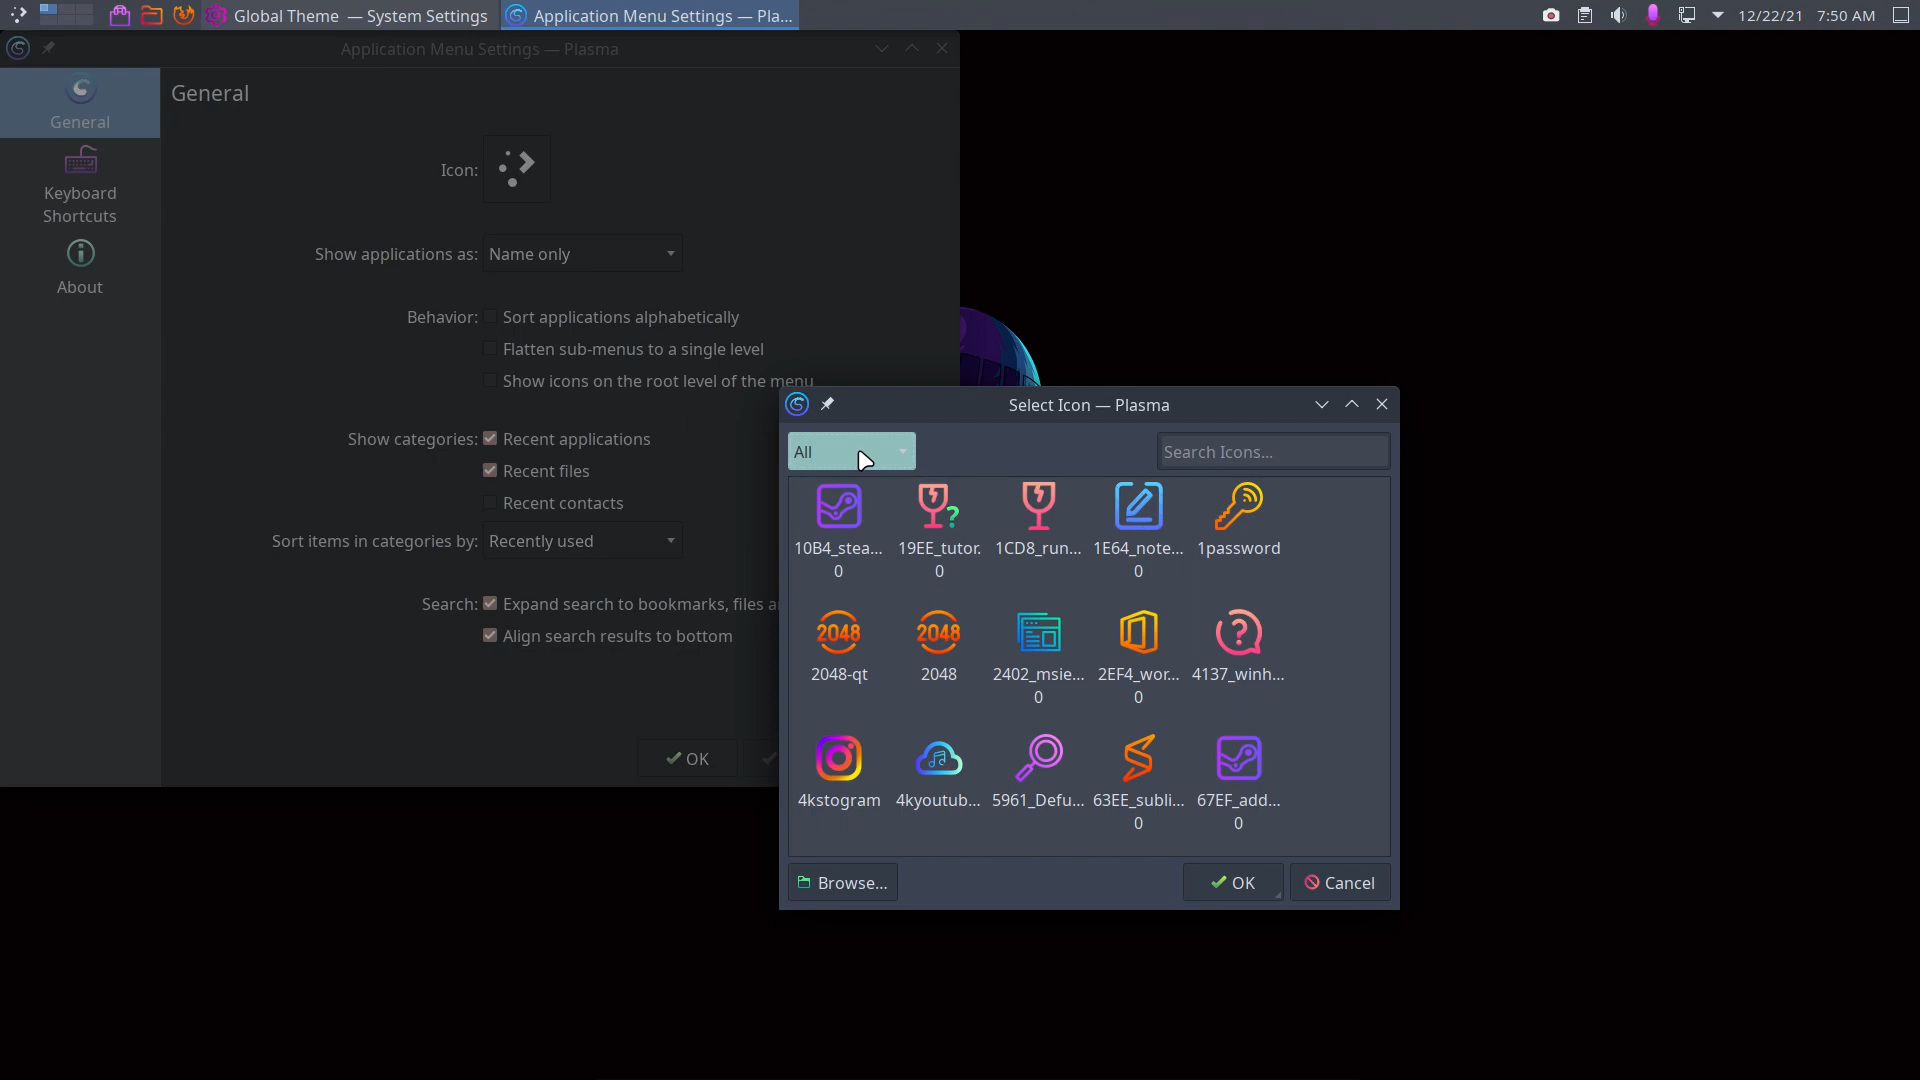 Global Theme — System Settings
Application Menu Settings — Pla...
12/22/21 7:50 AM
Application Menu Settings — Plasma
General
Keyboard
Shortcuts
About
General
Icon:
Show applications as: Name only
Behavior: Sort applications alphabetically
Flatten sub-menus to a single level
Show icons on the root level of the menu
Show categories: Recent applications
Recent files
Recent contacts
Sort items in categories by: Recently used
Search: Expand search to bookmarks, files
Align search results to bottom
OK
Select Icon — Plasma
All
Search Icons...
10B4_stea... 19EE_tutor. 1CD8_run... 1E64_note... 1password
0 0 0
2048
2048
2048-qt 2048 2402_msie... 2EF4_wor... 4137_winh...
0 0
4kstogram 4kyoutub... 5961_Defu... 63EE_subli... 67EF_add...
0 0
Browse...
OK
Cancel